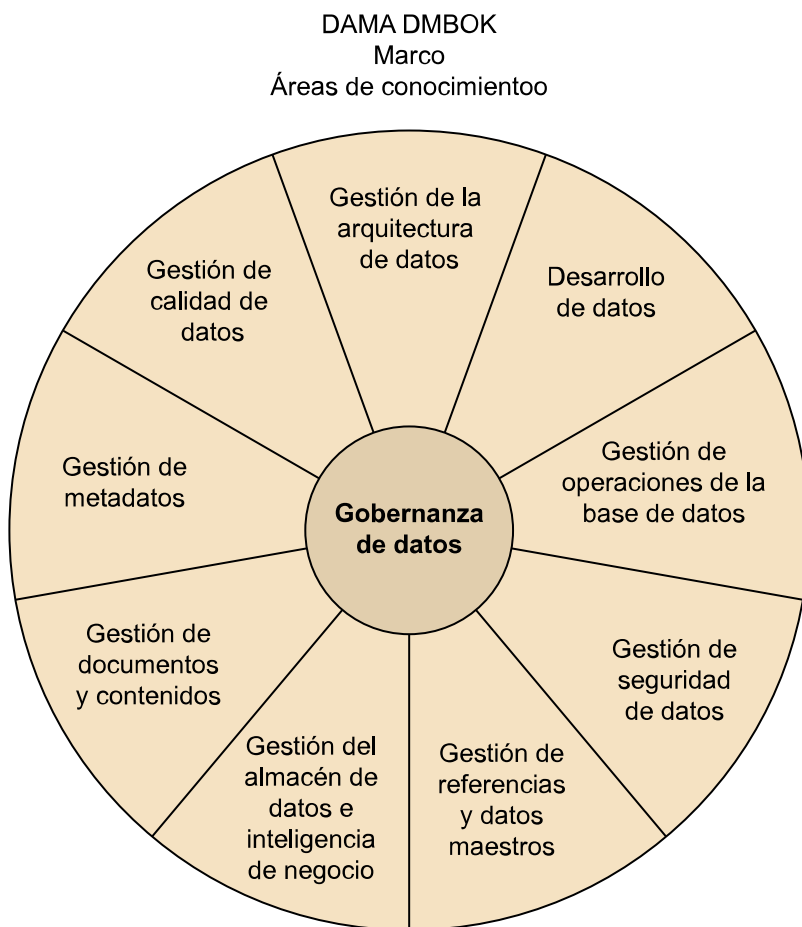 DAMA DMBOK
Marco
Áreas de conocimientoo
Gestión de la
arquitectura
de datos
Desarrollo
de datos
Gestión de
operaciones de la
base de datos
Gestión de
seguridad
de datos
Gestión de
referencias
y datos
maestros
Gestión del
almacén de
datos e
inteligencia
de negocio
Gestión de
documentos
y contenidos
Gestión de
metadatos
Gestión de
calidad de
datos
Gobernanza
de datos